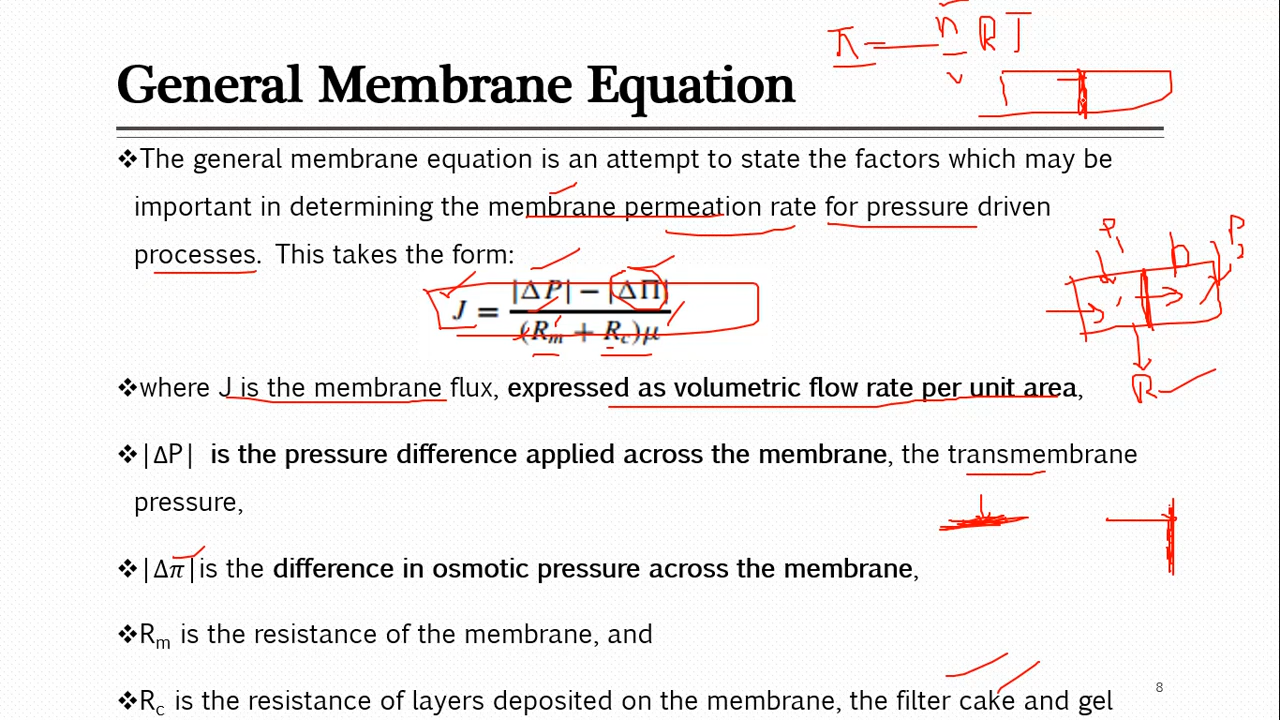 π = n/v RT
General Membrane Equation
❖The general membrane equation is an attempt to state the factors which may be
important in determining the membrane permeation rate for pressure driven
processes. This takes the form:
J = |ΔP| − |ΔΠ| / (Rm + Rc)μ
P1
P2
R
❖where J is the membrane flux, expressed as volumetric flow rate per unit area,
❖|ΔP| is the pressure difference applied across the membrane, the transmembrane
pressure,
❖|Δπ|is the difference in osmotic pressure across the membrane,
❖Rm is the resistance of the membrane, and
❖Rc is the resistance of layers deposited on the membrane, the filter cake and gel
8